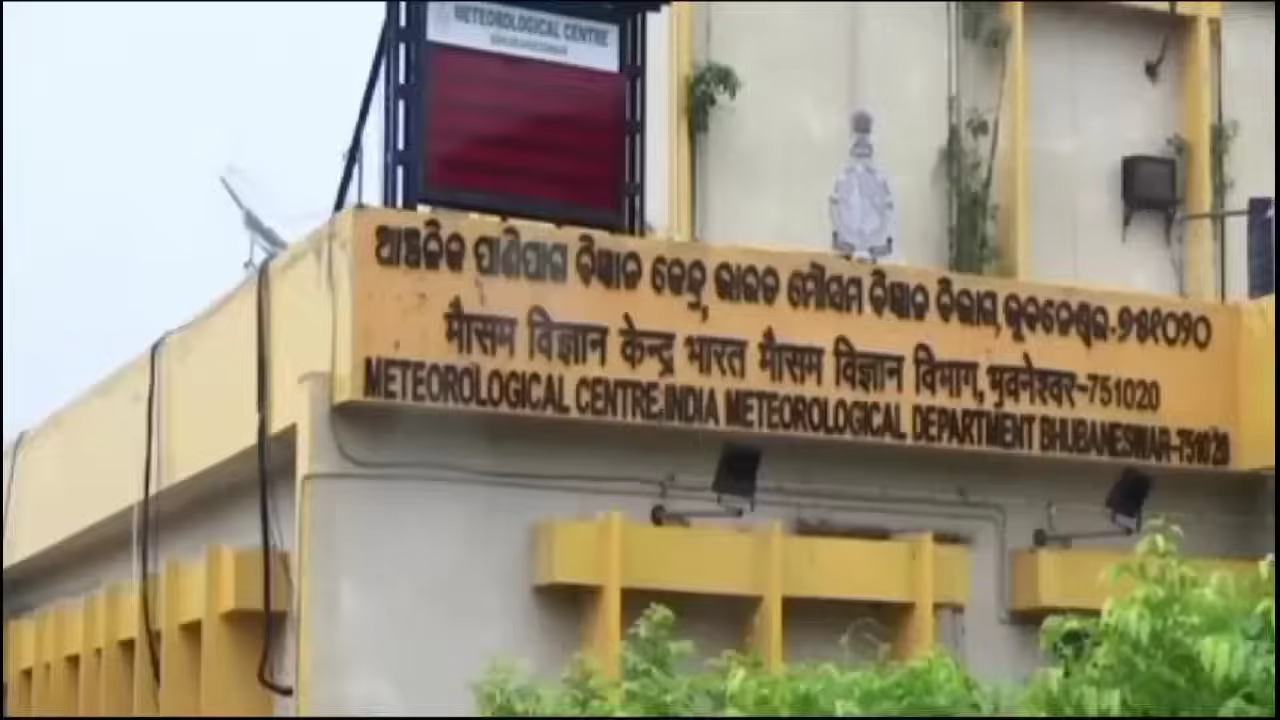 METEOROLOGICAL CENTRE
BHUBANESWAR
ଆଞ୍ଚଳିକ ପାଣିପାଗ ବିଜ୍ଞାନ କେନ୍ଦ୍ର, ଭାରତ ମୌସମ ବିଜ୍ଞାନ ବିଭାଗ, ଭୁବନେଶ୍ୱର-୭୫୧୦୨୦
मौसम विज्ञान केन्द्र भारत मौसम विज्ञान विभाग, भुवनेश्वर-751020
METEOROLOGICAL CENTRE,INDIA METEOROLOGICAL DEPARTMENT BHUBANESWAR-751020